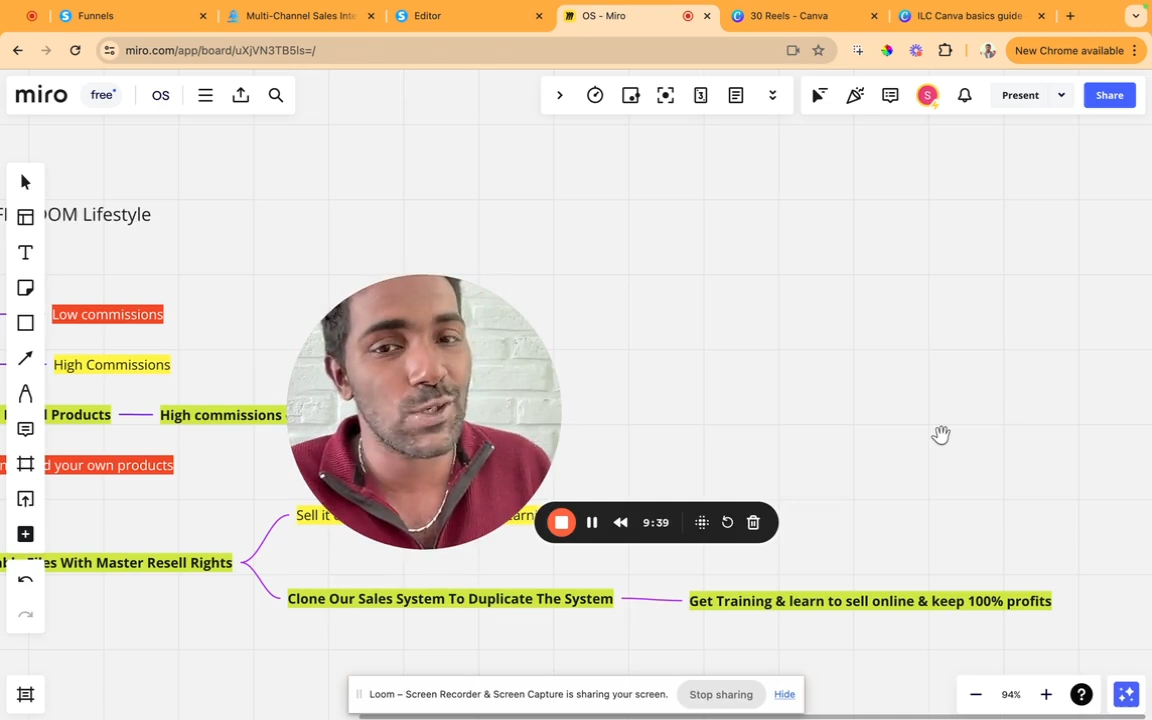 Funnels
Multi-Channel Sales Inte
Editor
OS - Miro
30 Reels - Canva
ILC Canva basics guide
miro.com/app/board/uXjVN3TB5ls=/
New Chrome available
miro
free
OS
3
S
Present
Share
OM Lifestyle
Low commissions
High Commissions
Products
High commissions
d your own products
Sell it
earni
Files With Master Resell Rights
Clone Our Sales System To Duplicate The System
Get Training & learn to sell online & keep 100% profits
9:39
Loom – Screen Recorder & Screen Capture is sharing your screen.
Stop sharing
Hide
94%
?